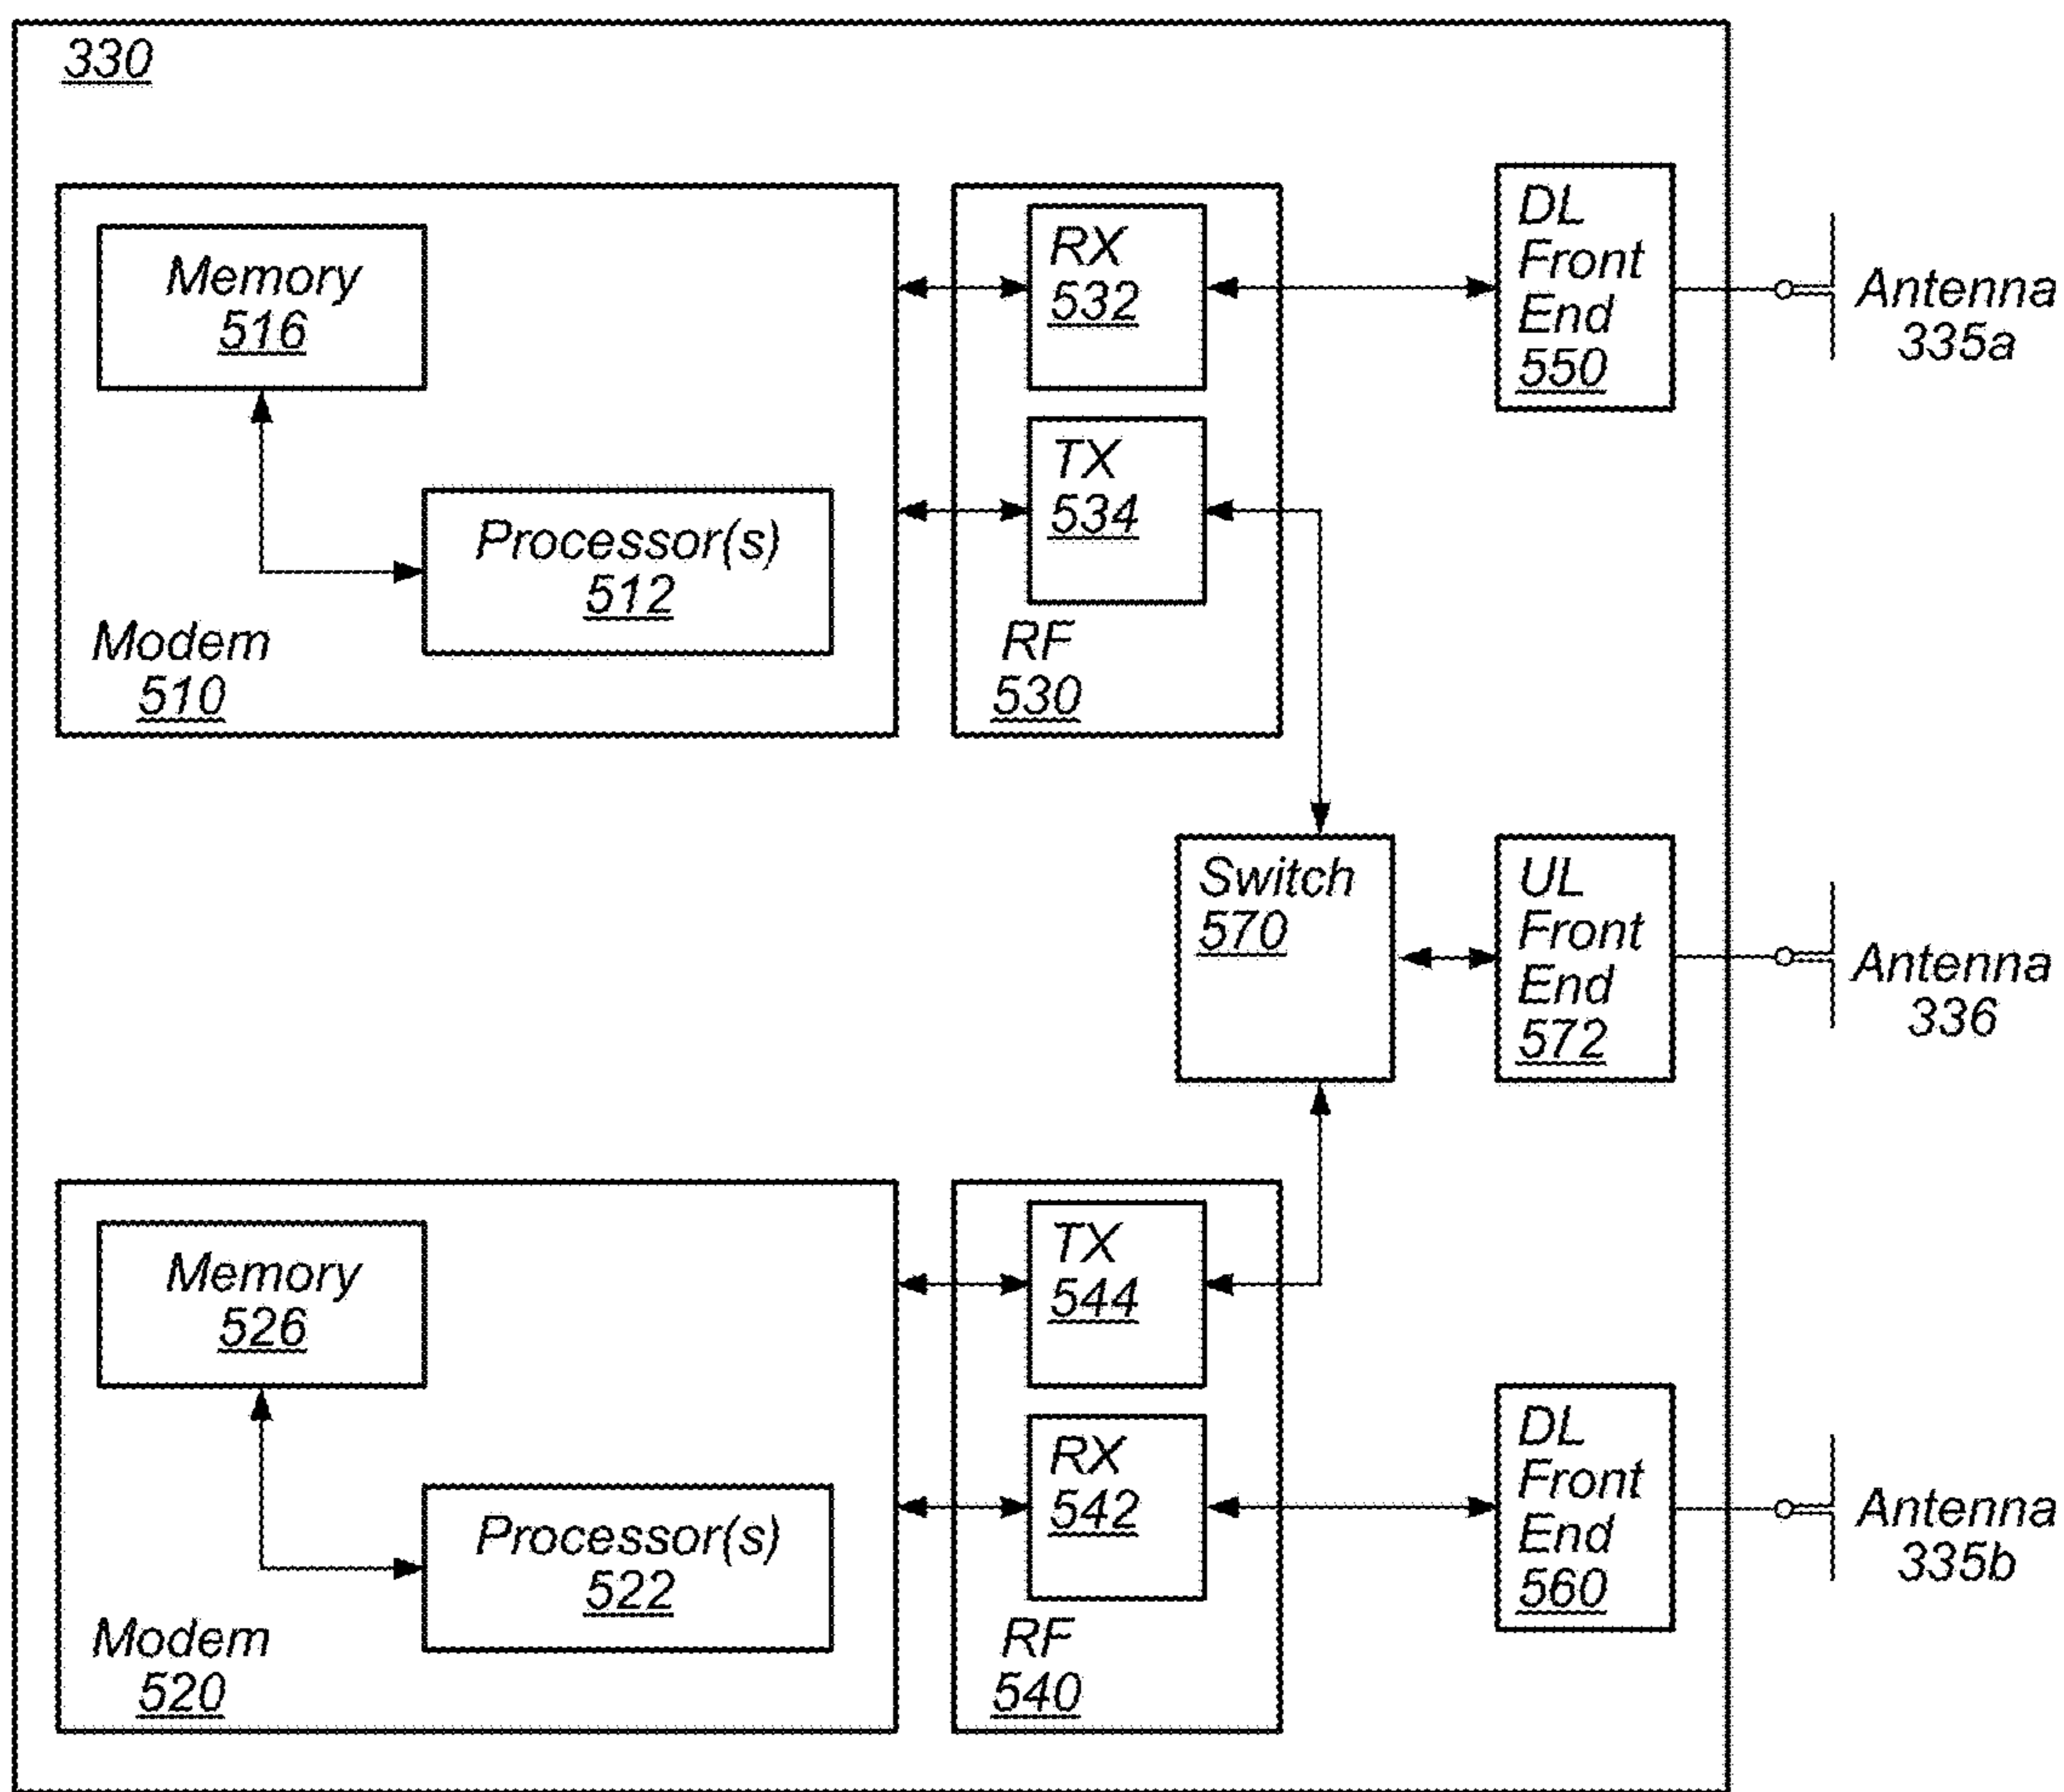 330
Memory
516
Processor(s)
512
Modem
510
RX
532
TX
534
RF
530
DL
Front
End
550
Antenna
335a
Switch
570
UL
Front
End
572
Antenna
336
Memory
526
Processor(s)
522
Modem
520
TX
544
RX
542
RF
540
DL
Front
End
560
Antenna
335b